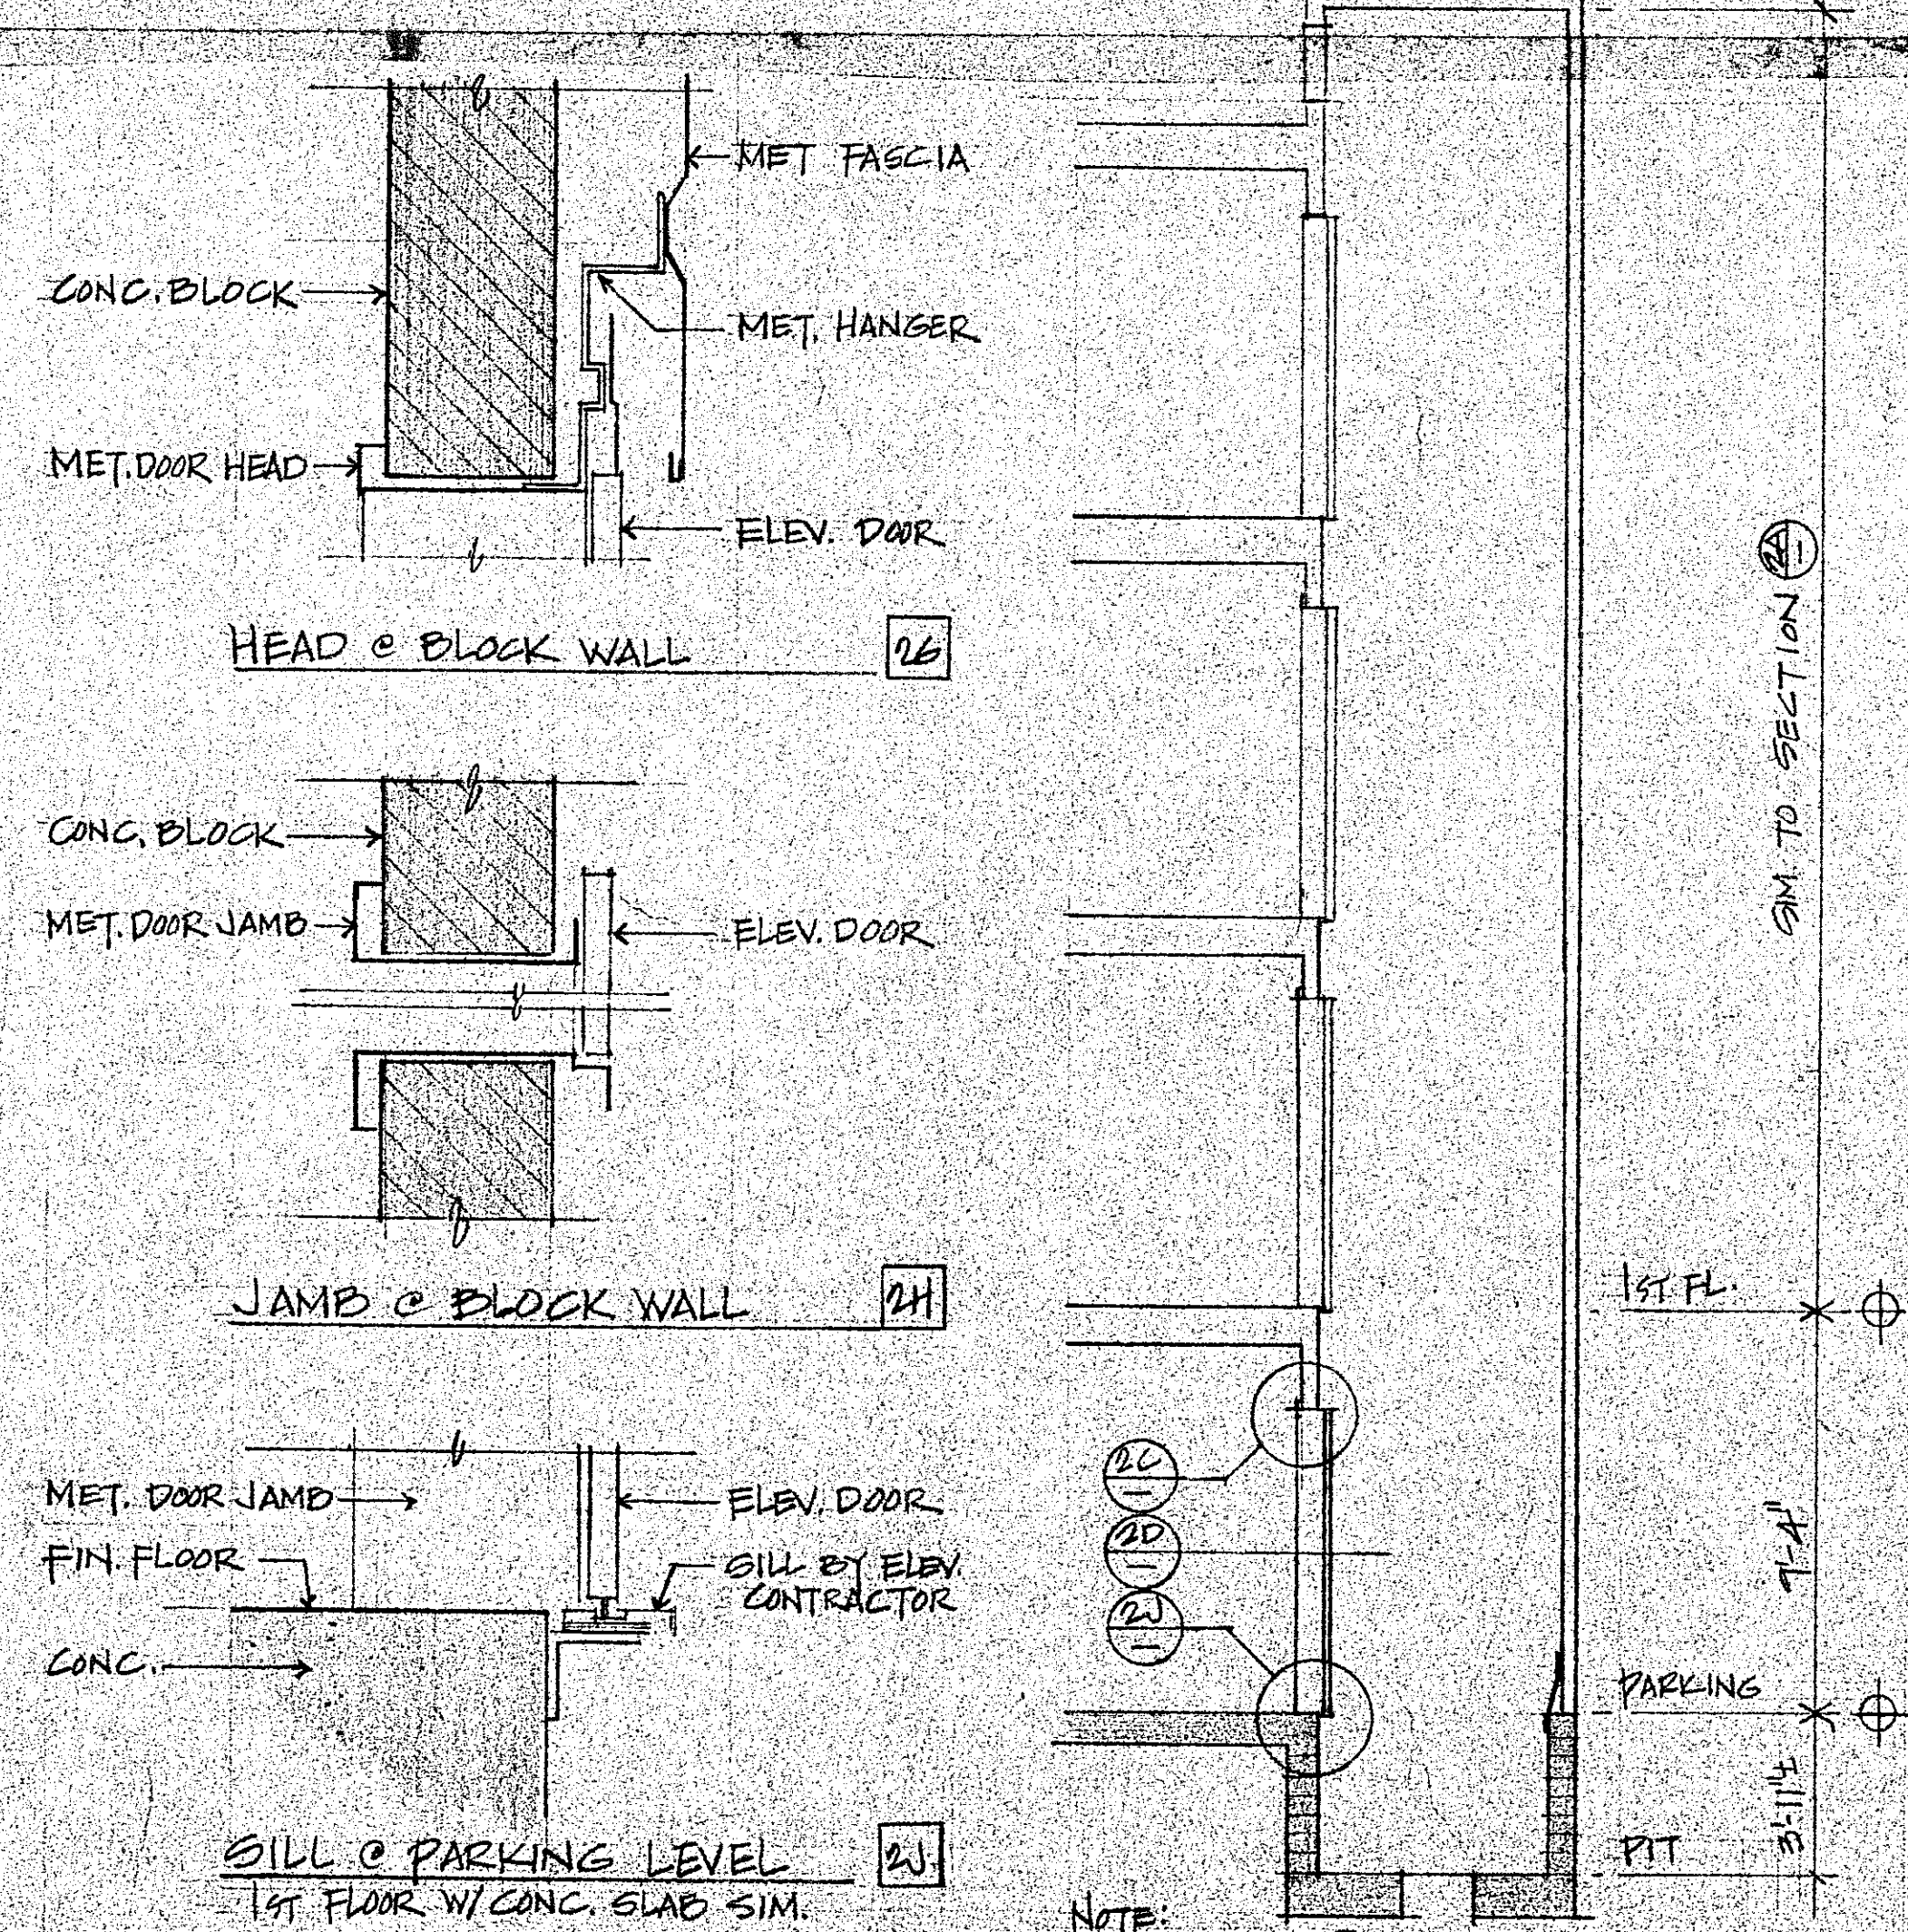 MET FASCIA
CONC. BLOCK
MET. HANGER
MET. DOOR HEAD
ELEV. DOOR
HEAD @ BLOCK WALL
2G
CONC. BLOCK
MET. DOOR JAMB
ELEV. DOOR
JAMB @ BLOCK WALL
2H
MET. DOOR JAMB
ELEV. DOOR
FIN. FLOOR
SILL BY ELEV.
CONTRACTOR
CONC.
SILL @ PARKING LEVEL
2J
1ST FLOOR W/ CONC. SLAB SIM.
SIM. TO SECTION 2A
1ST FL.
2C
2D
2J
9'-4"
PARKING
PIT
NOTE: